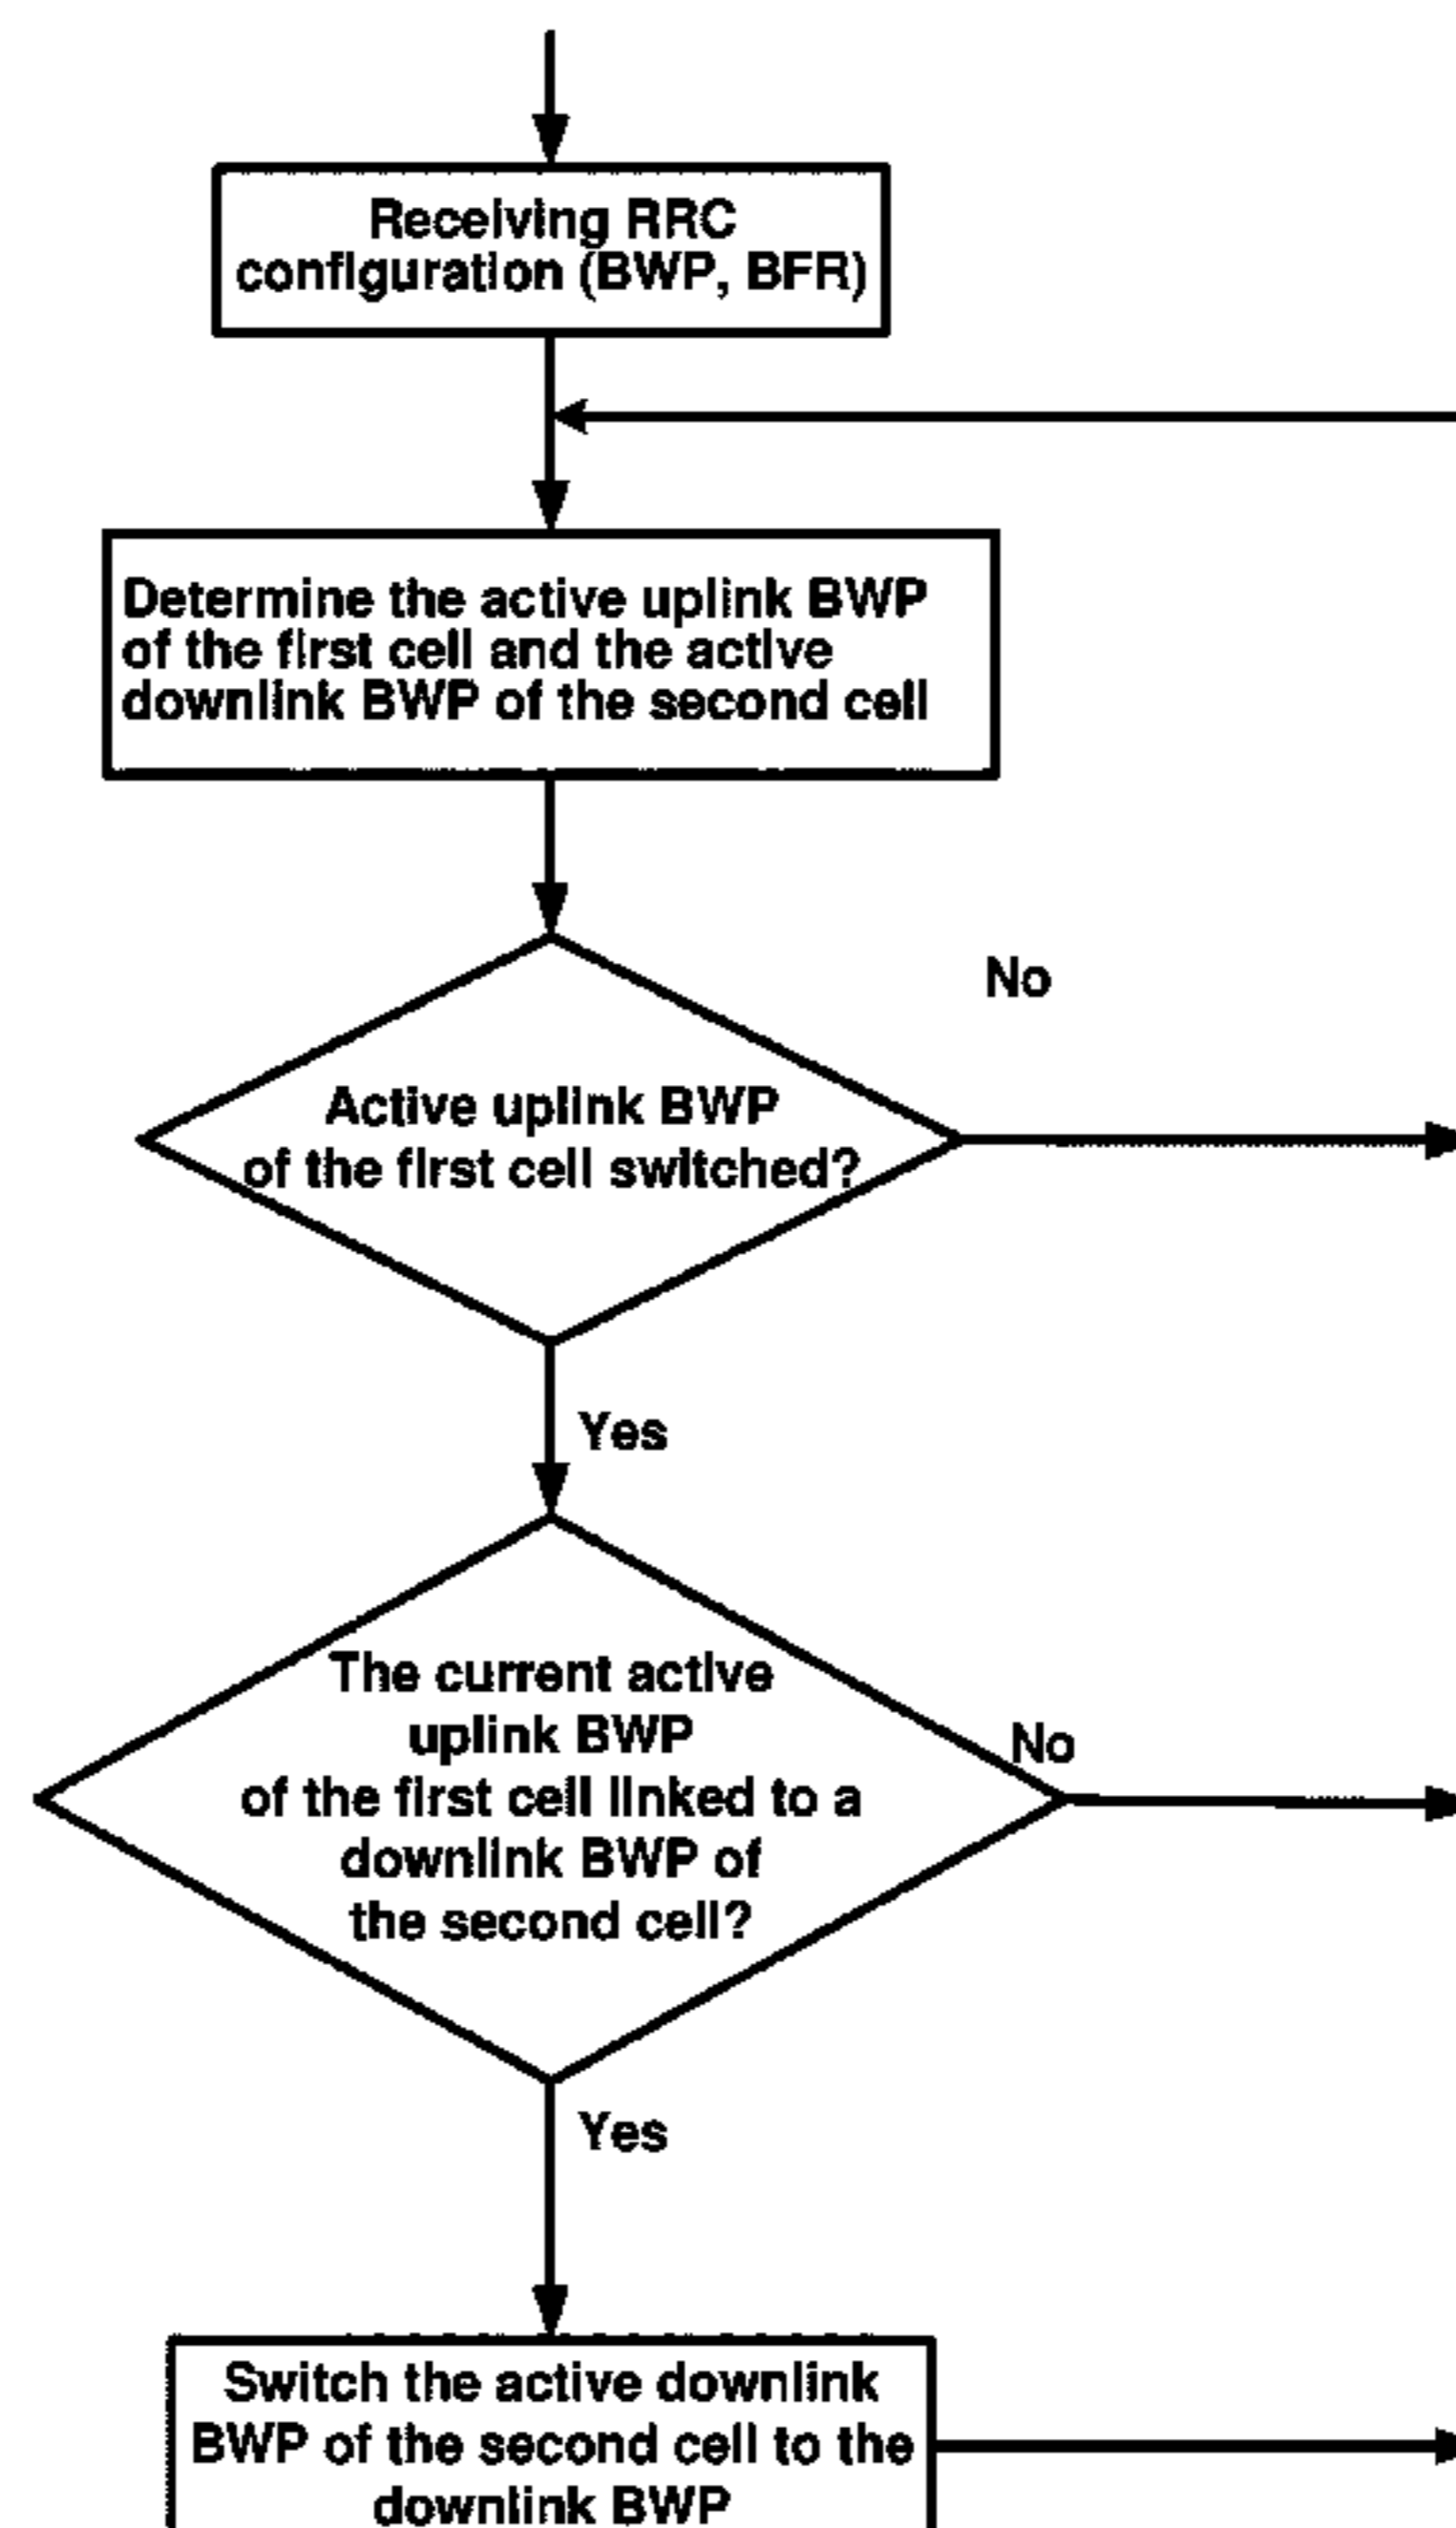 Receiving RRC
configuration (BWP, BFR)
Determine the active uplink BWP
of the first cell and the active
downlink BWP of the second cell
No
Active uplink BWP
of the first cell switched?
Yes
The current active
uplink BWP
of the first cell linked to a
downlink BWP of
the second cell?
No
Yes
Switch the active downlink
BWP of the second cell to the
downlink BWP